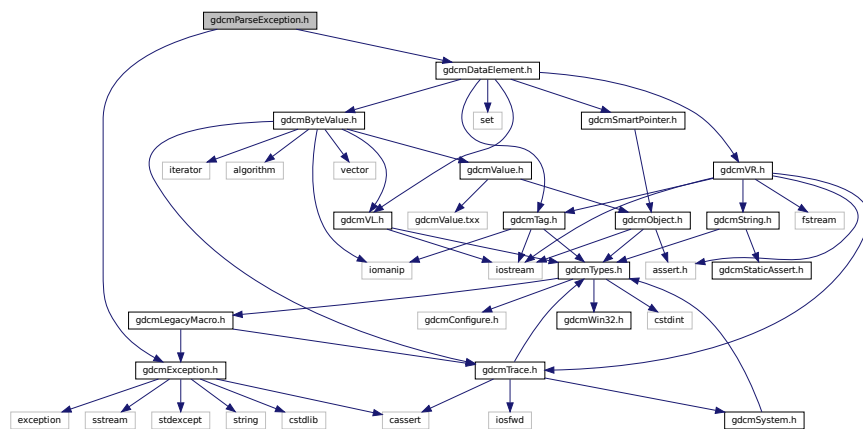 gdcmParseException.h
gdcmDataElement.h
gdcmByteValue.h
set
gdcmSmartPointer.h
iterator
algorithm
vector
gdcmValue.h
gdcmVR.h
gdcmVL.h
gdcmValue.txx
gdcmTag.h
gdcmObject.h
gdcmString.h
fstream
iomanip
iostream
gdcmTypes.h
assert.h
gdcmStaticAssert.h
gdcmLegacyMacro.h
gdcmConfigure.h
gdcmWin32.h
cstdint
gdcmException.h
gdcmTrace.h
exception
sstream
stdexcept
string
cstdlib
cassert
iosfwd
gdcmSystem.h